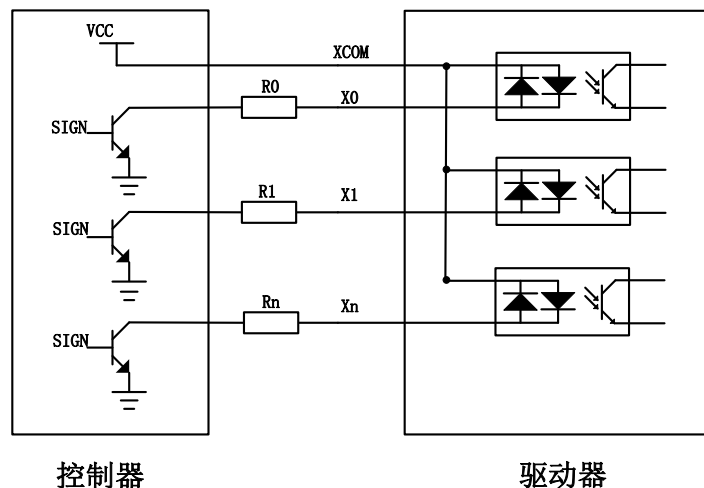 VCC
XCOM
R0
X0
SIGN
R1
X1
SIGN
Rn
Xn
SIGN
控制器
驱动器